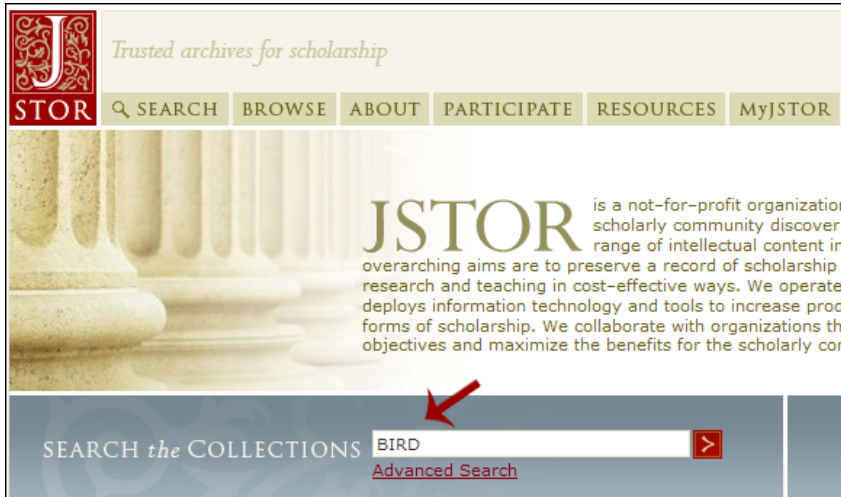 J
STOR
Trusted archives for scholarship
SEARCH BROWSE ABOUT PARTICIPATE RESOURCES MyJSTOR
JSTOR is a not-for-profit organization
scholarly community discover
range of intellectual content in
overarching aims are to preserve a record of scholarship
research and teaching in cost-effective ways. We operate
deploys information technology and tools to increase prod
forms of scholarship. We collaborate with organizations th
objectives and maximize the benefits for the scholarly con
SEARCH the COLLECTIONS BIRD
Advanced Search